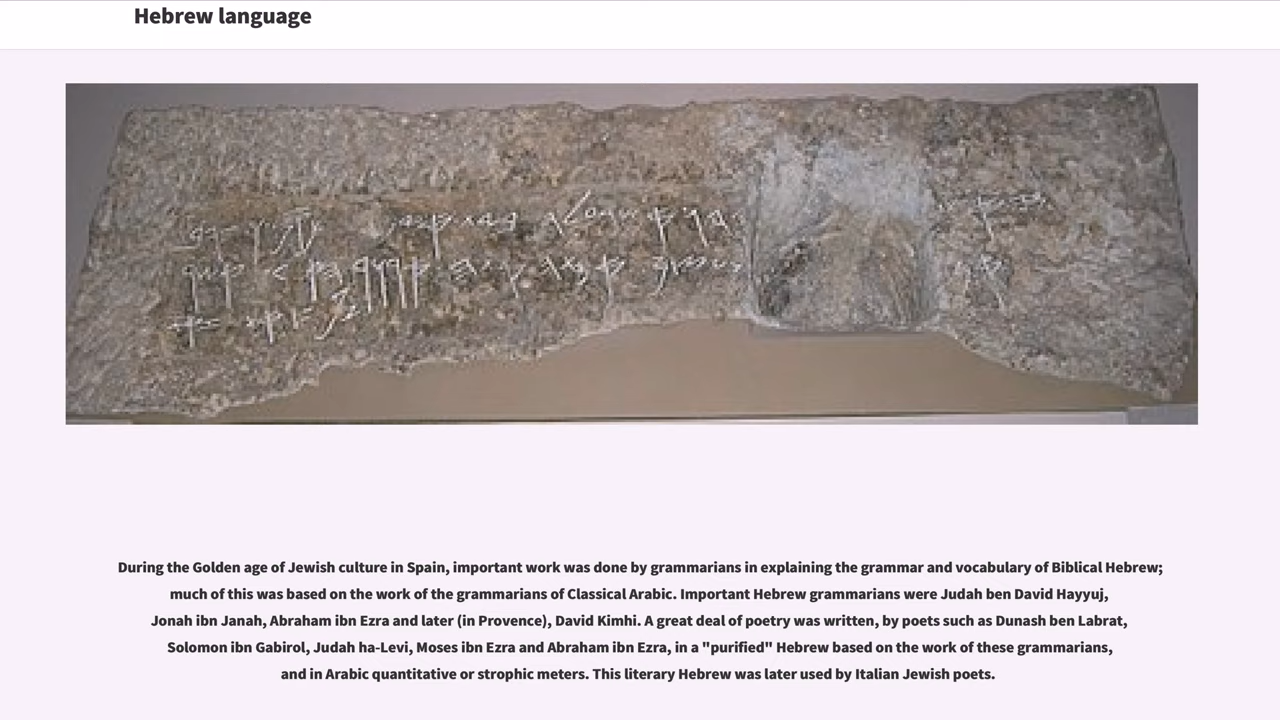 Hebrew language
During the Golden age of Jewish culture in Spain, important work was done by grammarians in explaining the grammar and vocabulary of Biblical Hebrew;
much of this was based on the work of the grammarians of Classical Arabic. Important Hebrew grammarians were Judah ben David Hayyuj,
Jonah ibn Janah, Abraham ibn Ezra and later (in Provence), David Kimhi. A great deal of poetry was written, by poets such as Dunash ben Labrat,
Solomon ibn Gabirol, Judah ha-Levi, Moses ibn Ezra and Abraham ibn Ezra, in a "purified" Hebrew based on the work of these grammarians,
and in Arabic quantitative or strophic meters. This literary Hebrew was later used by Italian Jewish poets.